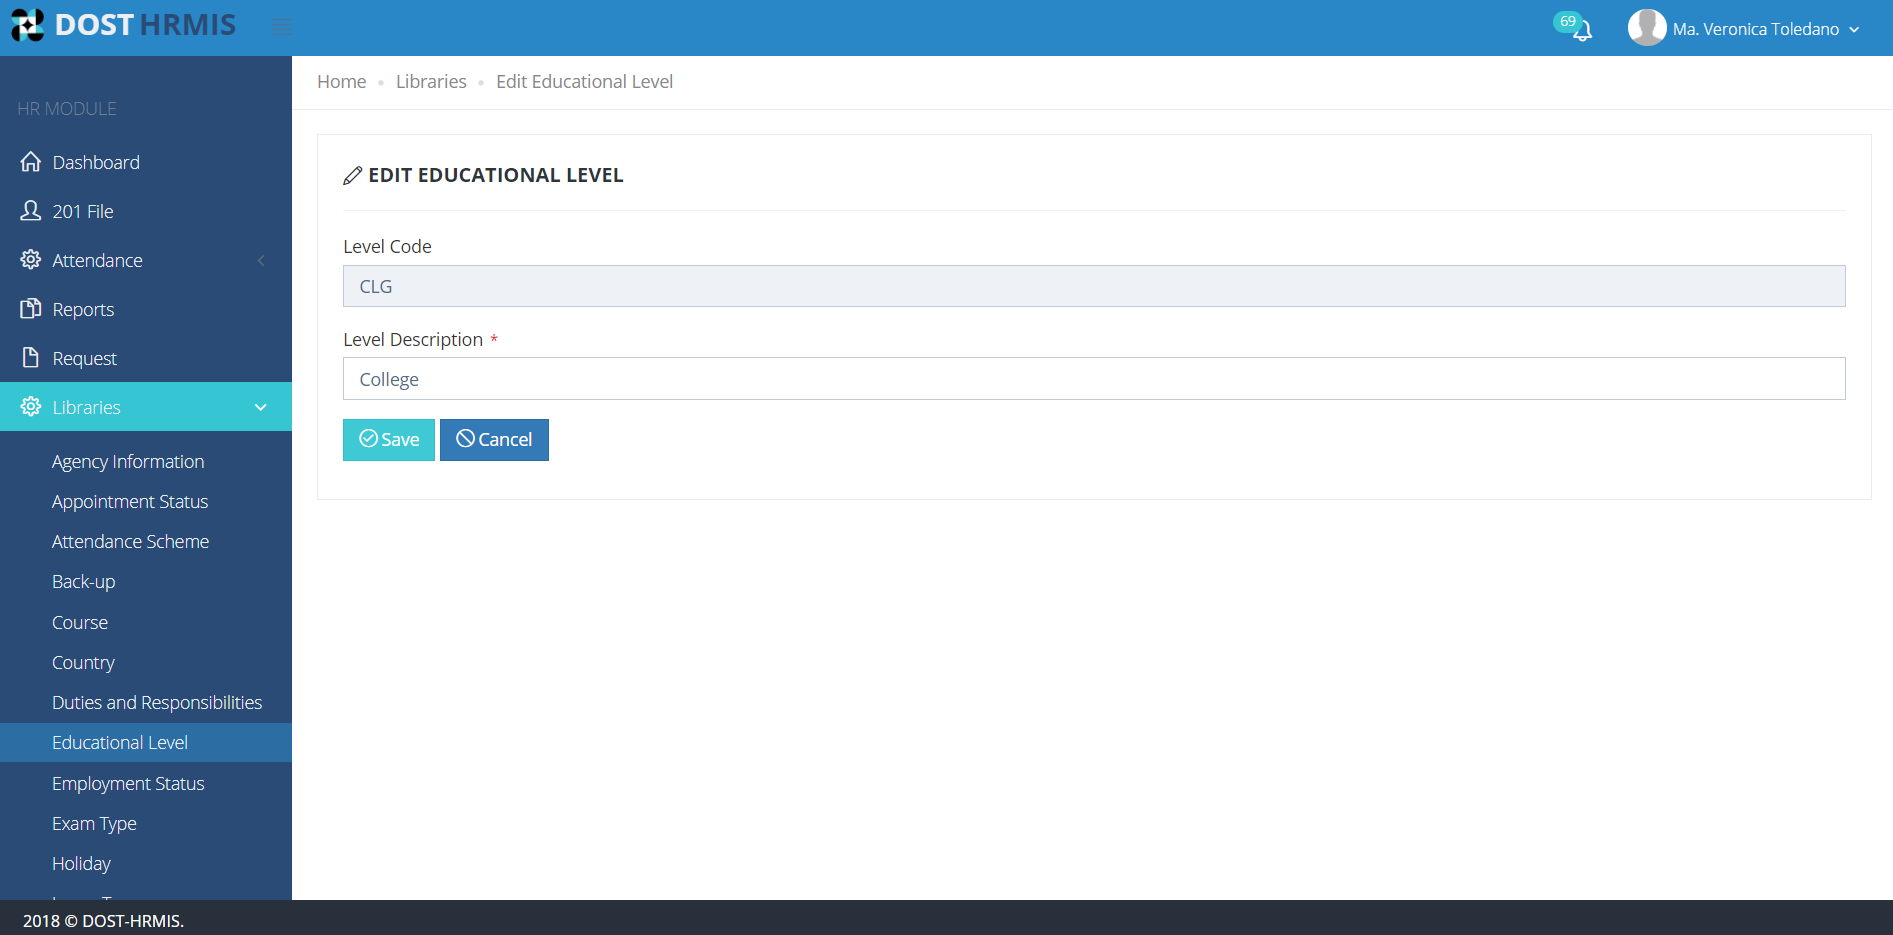 DOST HRMIS
69
Ma. Veronica Toledano
HR MODULE
Dashboard
201 File
Attendance
Reports
Request
Libraries
Agency Information
Appointment Status
Attendance Scheme
Back-up
Course
Country
Duties and Responsibilities
Educational Level
Employment Status
Exam Type
Holiday
Home • Libraries • Edit Educational Level
EDIT EDUCATIONAL LEVEL
Level Code
CLG
Level Description *
College
Save Cancel
2018 © DOST-HRMIS.